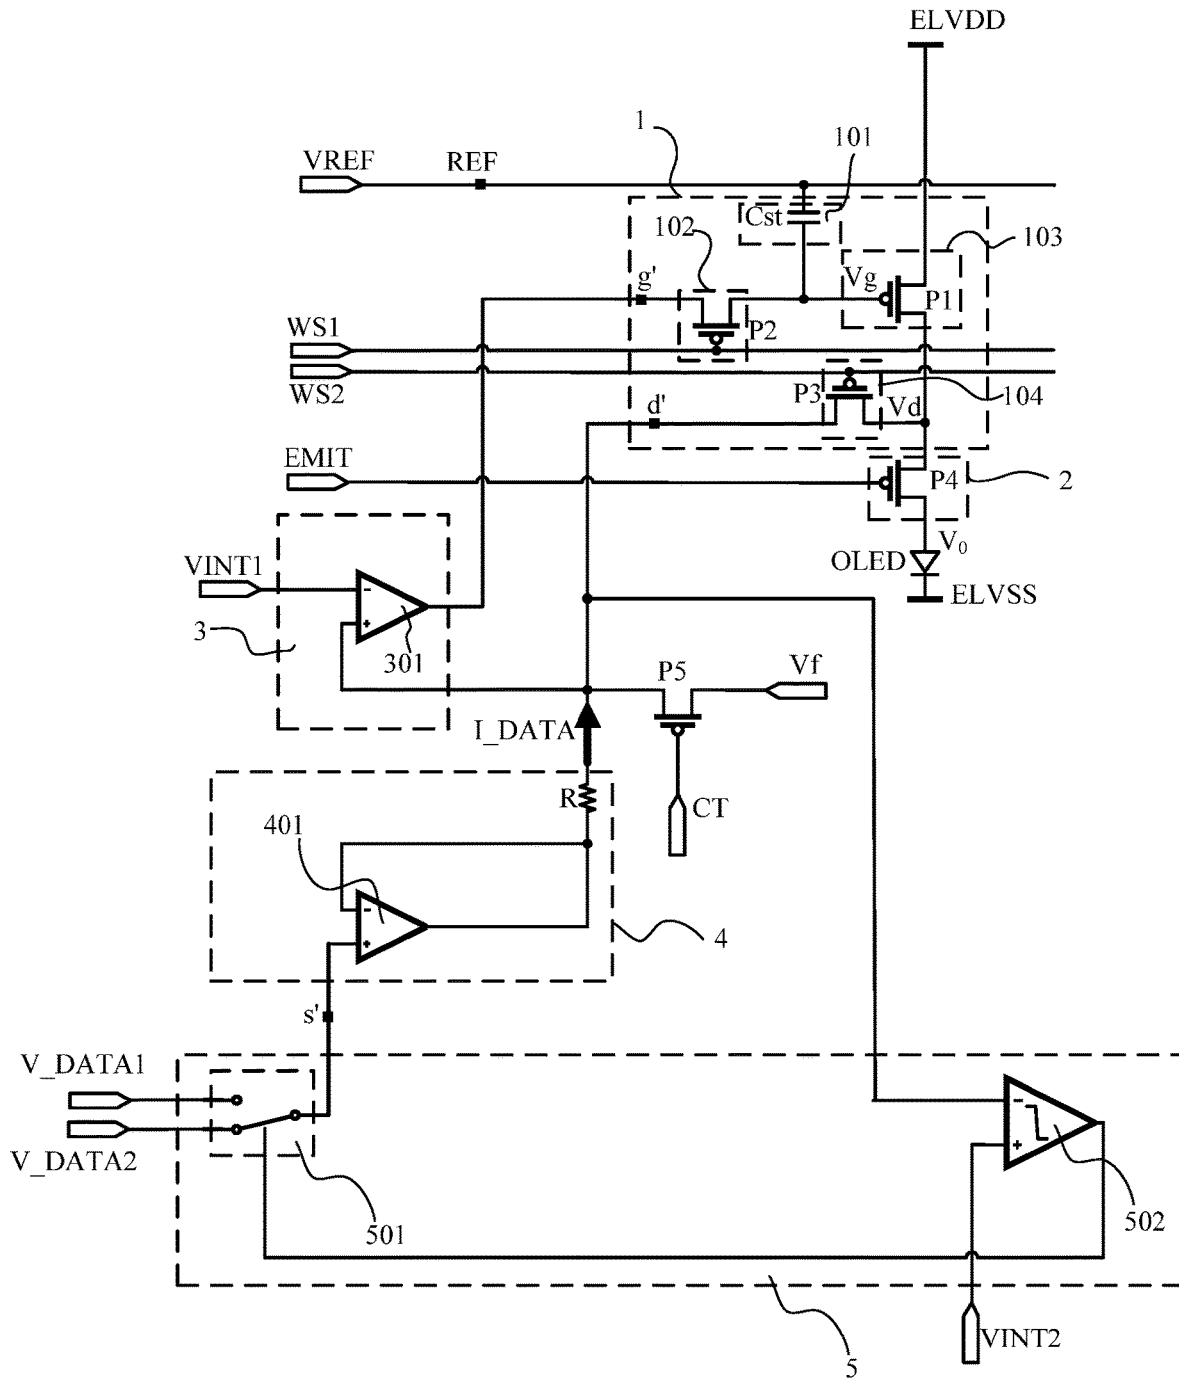 ELVDD
1
101
VREF
REF
Cst
102
103
g'
Vg
P1
WS1
P2
WS2
P3
104
d'
Vd
EMIT
P4
2
V0
VINT1
OLED
-
ELVSS
3
+
301
P5
Vf
I_DATA
R
CT
401
-
+
4
s'
V_DATA1
-
V_DATA2
+
501
502
VINT2
5